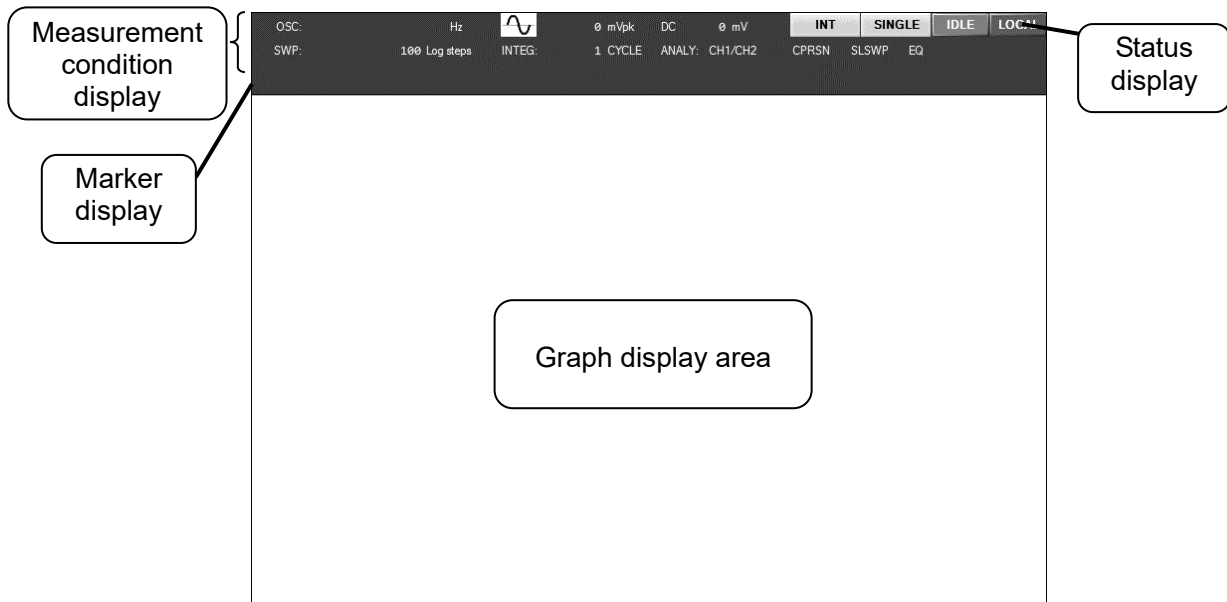 Measurement
condition
display
Marker
display
OSC: Hz 0 mVpk DC 0 mV INT SINGLE IDLE LOCAL
SWP: 100 Log steps INTEG: 1 CYCLE ANALY: CH1/CH2 CPRSN SLSWP EQ
Status
display
Graph display area